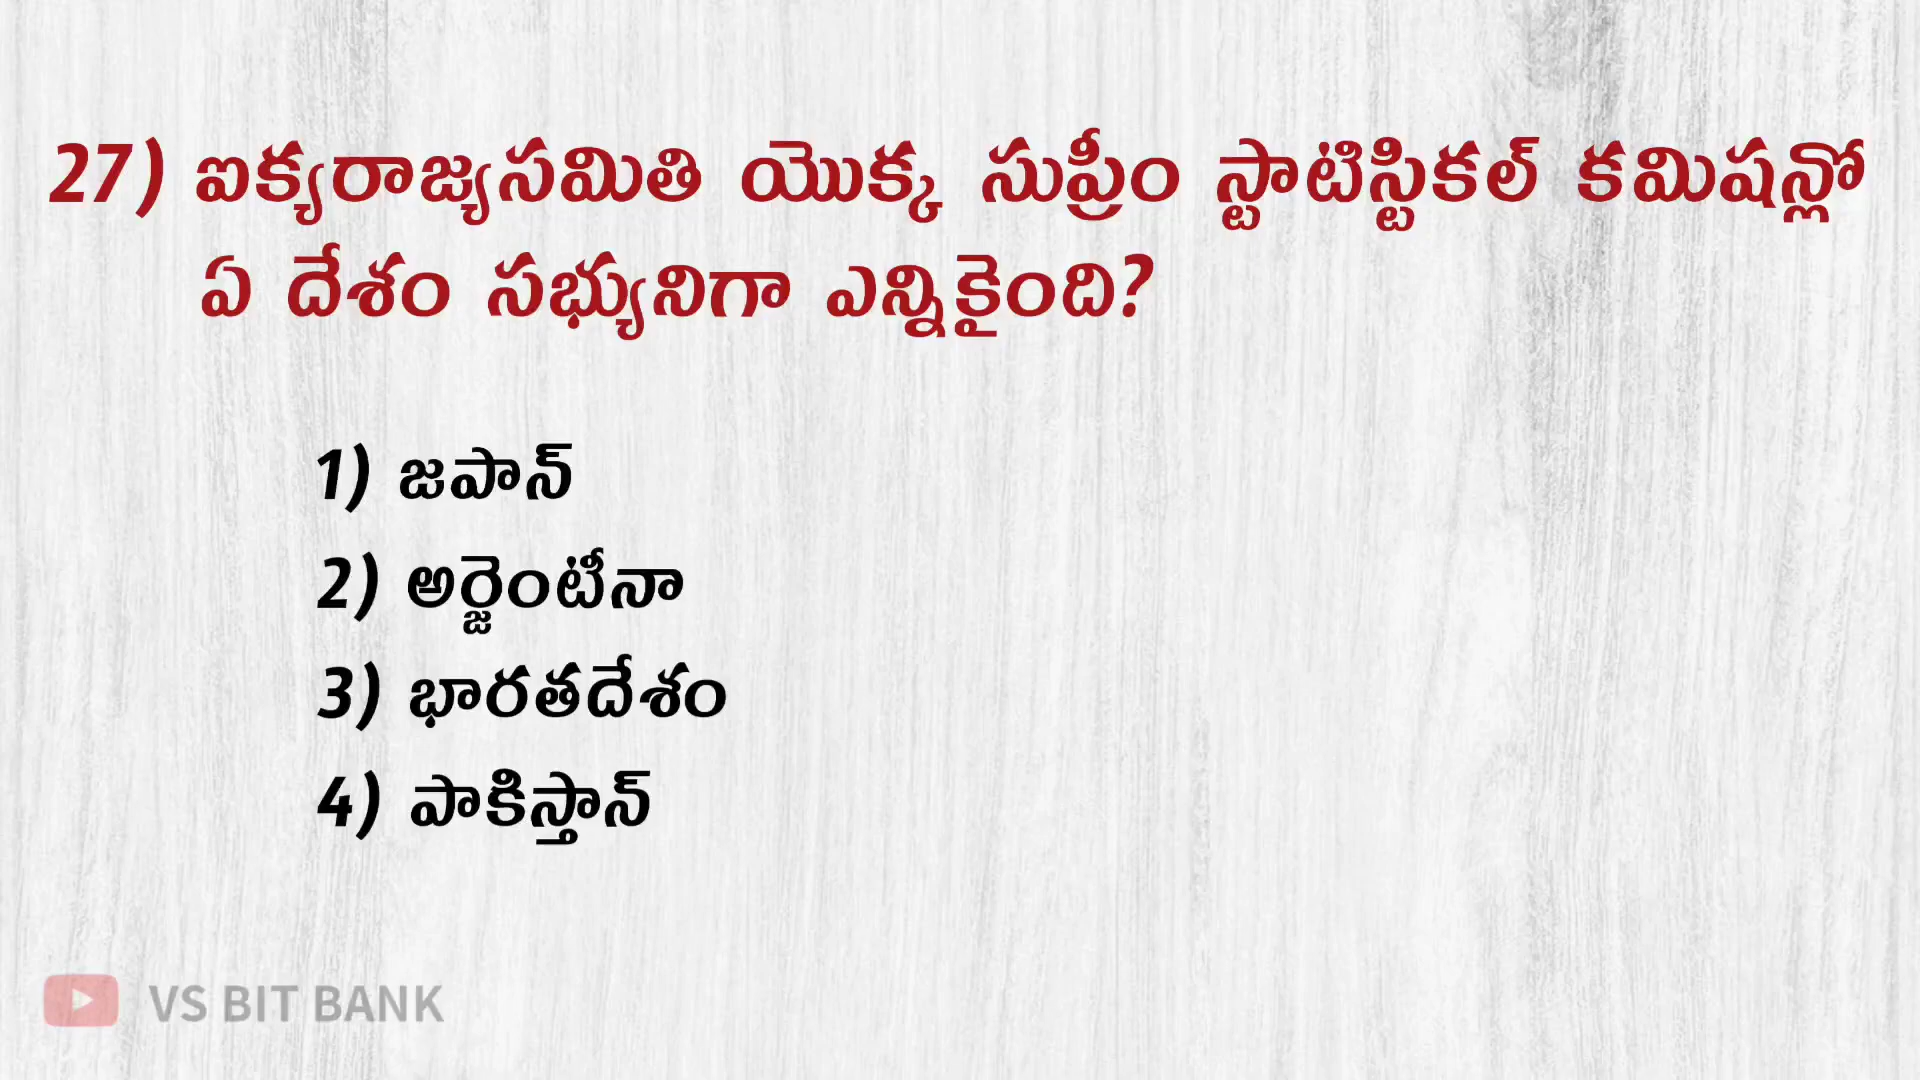 27) ఐక్యరాజ్యసమితి యొక్క సుప్రీం స్టాటిస్టికల్ కమిషన్లో
ఏ దేశం సభ్యునిగా ఎన్నికైంది?
1) జపాన్
2) అర్జెంటీనా
3) భారతదేశం
4) పాకిస్తాన్
VS BIT BANK